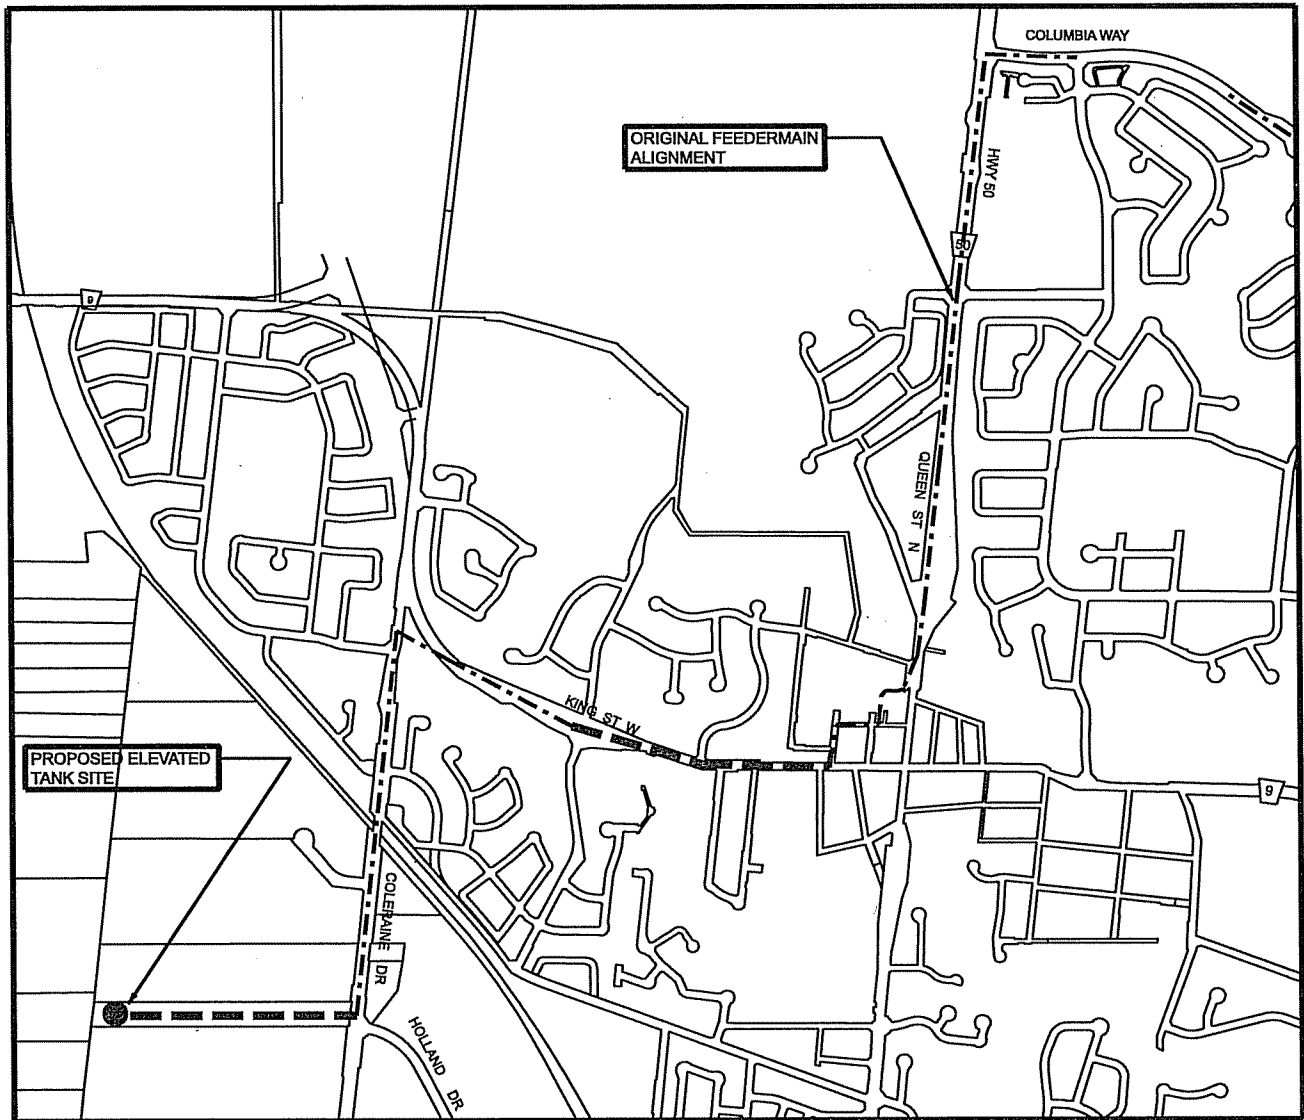 COLUMBIA WAY
ORIGINAL FEEDERMAIN
ALIGNMENT
HWY 50
50
9
QUEEN ST N
KING ST W
PROPOSED ELEVATED
TANK SITE
9
COLERAINE DR
HOLLAND DR